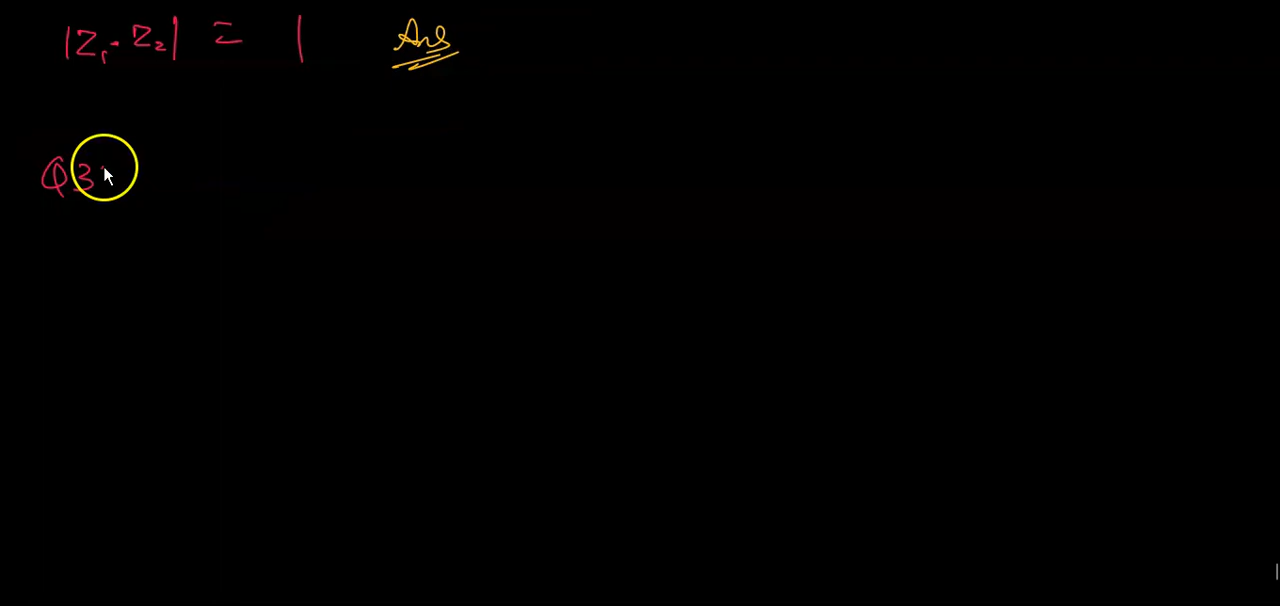 |Z₁ - Z₂| = 1 Ans
Q3